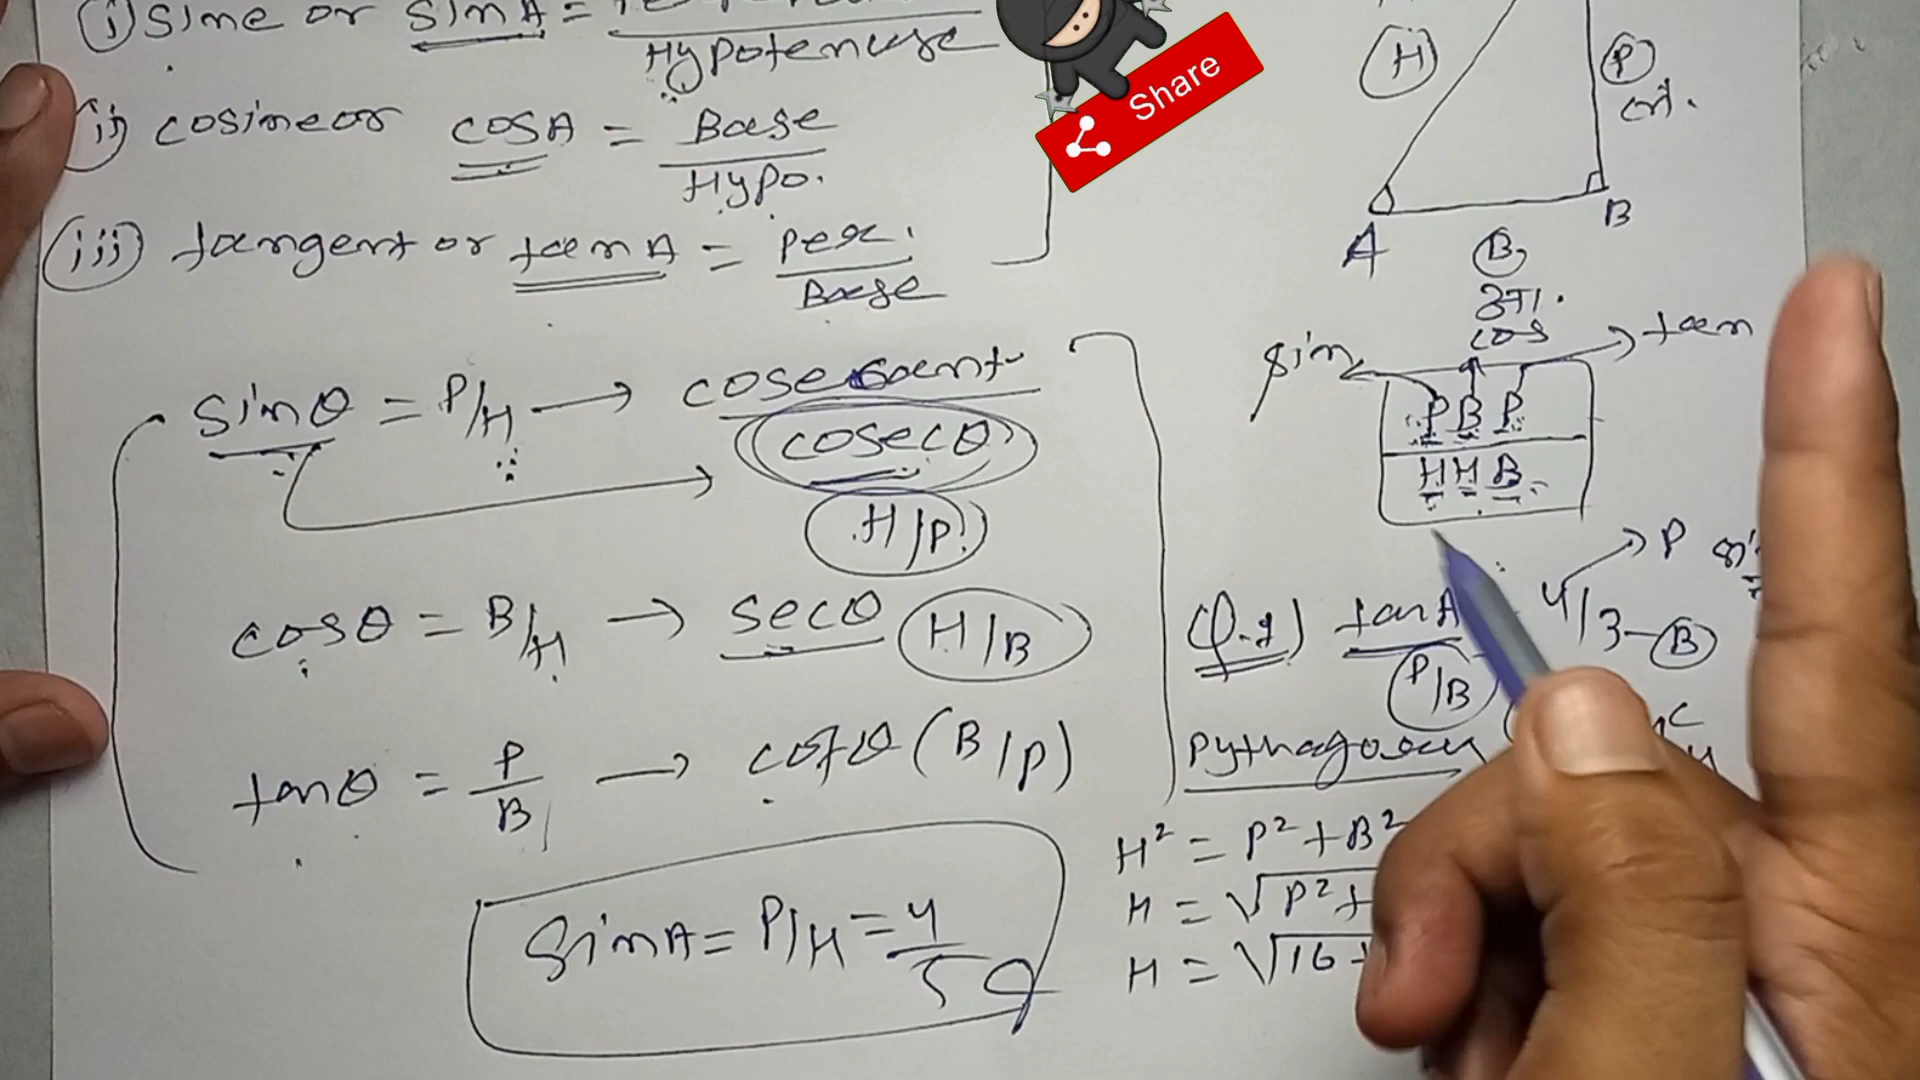 (i) sine or sin A =
Hypotenuse
(ii) cosine or cos A = Base
Hypo.
(iii) tangent or tan A = Per.
Base
sin θ = P/H → cosecant
cosec θ
H/P
cos θ = B/H → sec θ H/B
tan θ = P
B
→ cot θ (B/P)
sin A = P/H = 4
5
Share
H
P
A
B
B
sin
cos
tan
P B P
H H B
(Q.1) tan A
4/3 B
P
P/B
H² = P² + B²
H = √P² +
H = √16 +